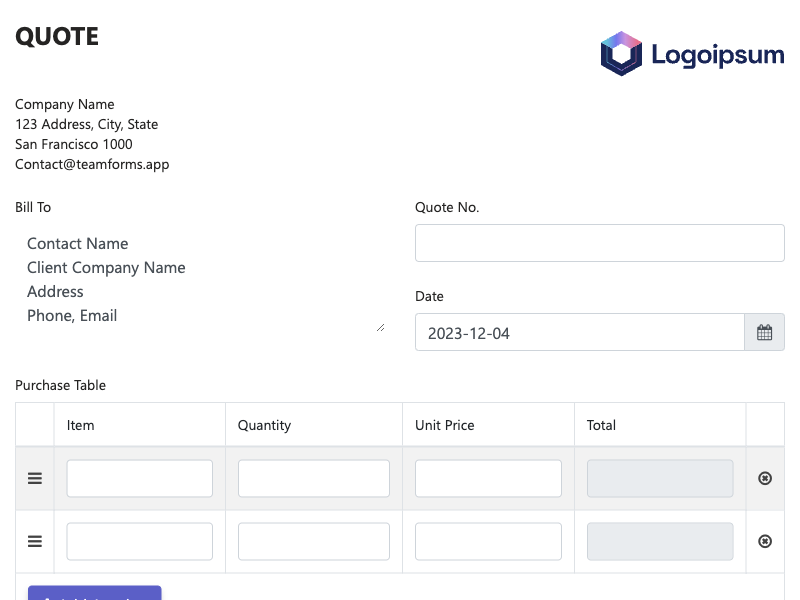 QUOTE
Logoipsum
Company Name
123 Address, City, State
San Francisco 1000
Contact@teamforms.app
Bill To
Quote No.
Contact Name
Client Company Name
Address
Phone, Email
Date
2023-12-04
Purchase Table
Item Quantity Unit Price Total